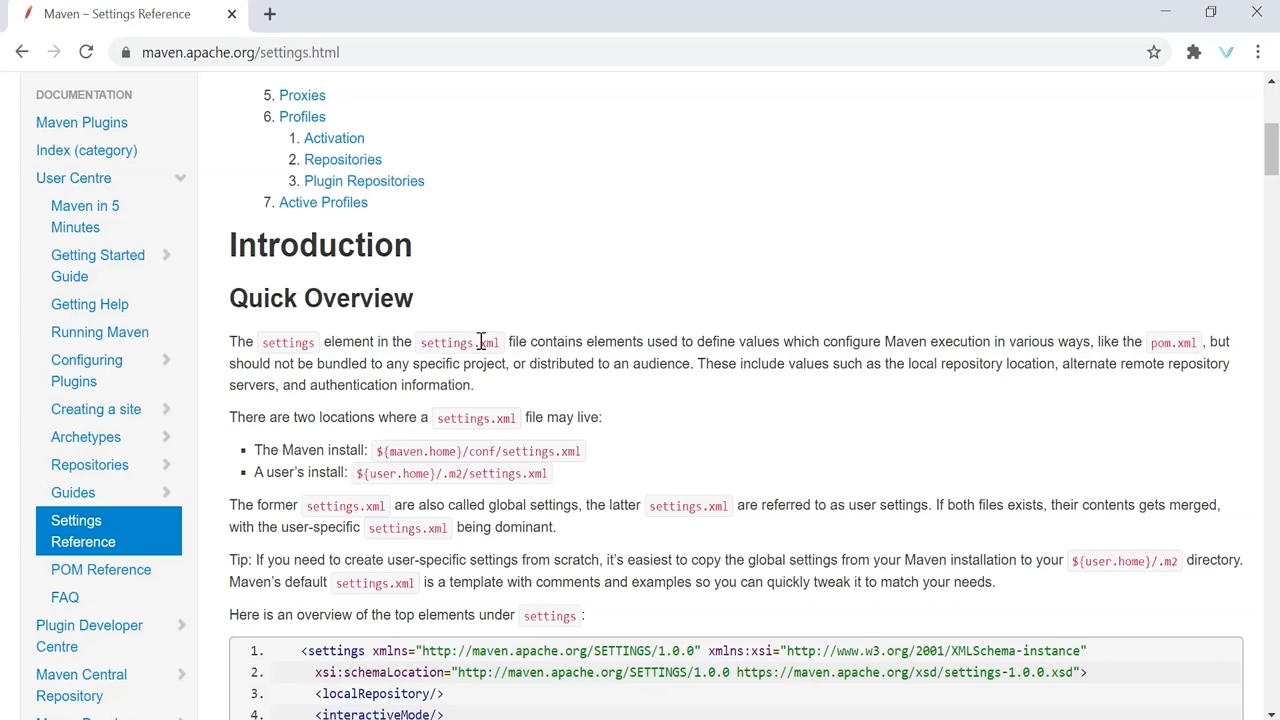 Maven – Settings Reference
maven.apache.org/settings.html
DOCUMENTATION
Maven Plugins
Index (category)
User Centre
Maven in 5
Minutes
Getting Started
Guide
Getting Help
Running Maven
Configuring
Plugins
Creating a site
Archetypes
Repositories
Guides
Settings
Reference
POM Reference
FAQ
Plugin Developer
Centre
Maven Central
Repository
5. Proxies
6. Profiles
1. Activation
2. Repositories
3. Plugin Repositories
7. Active Profiles
Introduction
Quick Overview
The settings element in the settings.xml file contains elements used to define values which configure Maven execution in various ways, like the pom.xml , but
should not be bundled to any specific project, or distributed to an audience. These include values such as the local repository location, alternate remote repository
servers, and authentication information.
There are two locations where a settings.xml file may live:
▪ The Maven install: ${maven.home}/conf/settings.xml
▪ A user’s install: ${user.home}/.m2/settings.xml
The former settings.xml are also called global settings, the latter settings.xml are referred to as user settings. If both files exists, their contents gets merged,
with the user-specific settings.xml being dominant.
Tip: If you need to create user-specific settings from scratch, it’s easiest to copy the global settings from your Maven installation to your ${user.home}/.m2 directory.
Maven’s default settings.xml is a template with comments and examples so you can quickly tweak it to match your needs.
Here is an overview of the top elements under settings :
1. <settings xmlns="http://maven.apache.org/SETTINGS/1.0.0" xmlns:xsi="http://www.w3.org/2001/XMLSchema-instance"
2. xsi:schemaLocation="http://maven.apache.org/SETTINGS/1.0.0 https://maven.apache.org/xsd/settings-1.0.0.xsd">
3. <localRepository/>
4. <interactiveMode/>